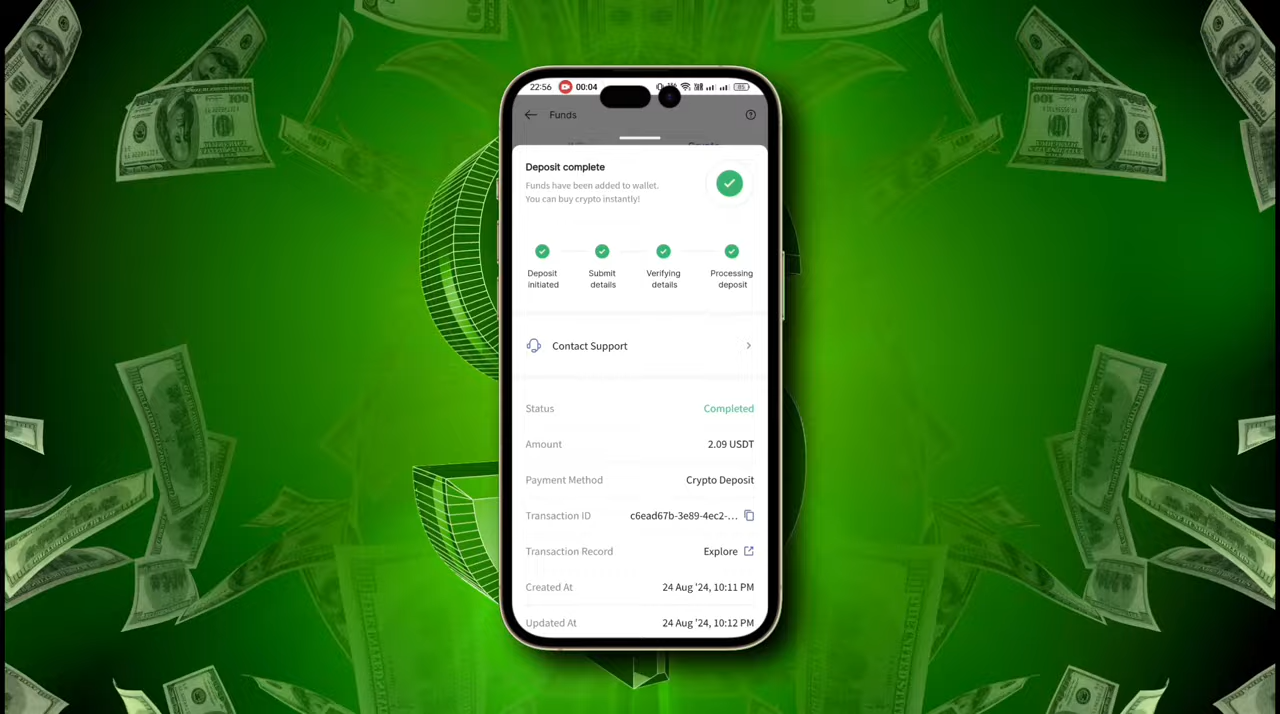 22:56 00:04
Funds
Deposit complete
Funds have been added to wallet.
You can buy crypto instantly!
Deposit initiated
Submit details
Verifying details
Processing deposit
Contact Support
Status Completed
Amount 2.09 USDT
Payment Method Crypto Deposit
Transaction ID c6ead67b-3e89-4ec2-...
Transaction Record Explore
Created At 24 Aug '24, 10:11 PM
Updated At 24 Aug '24, 10:12 PM